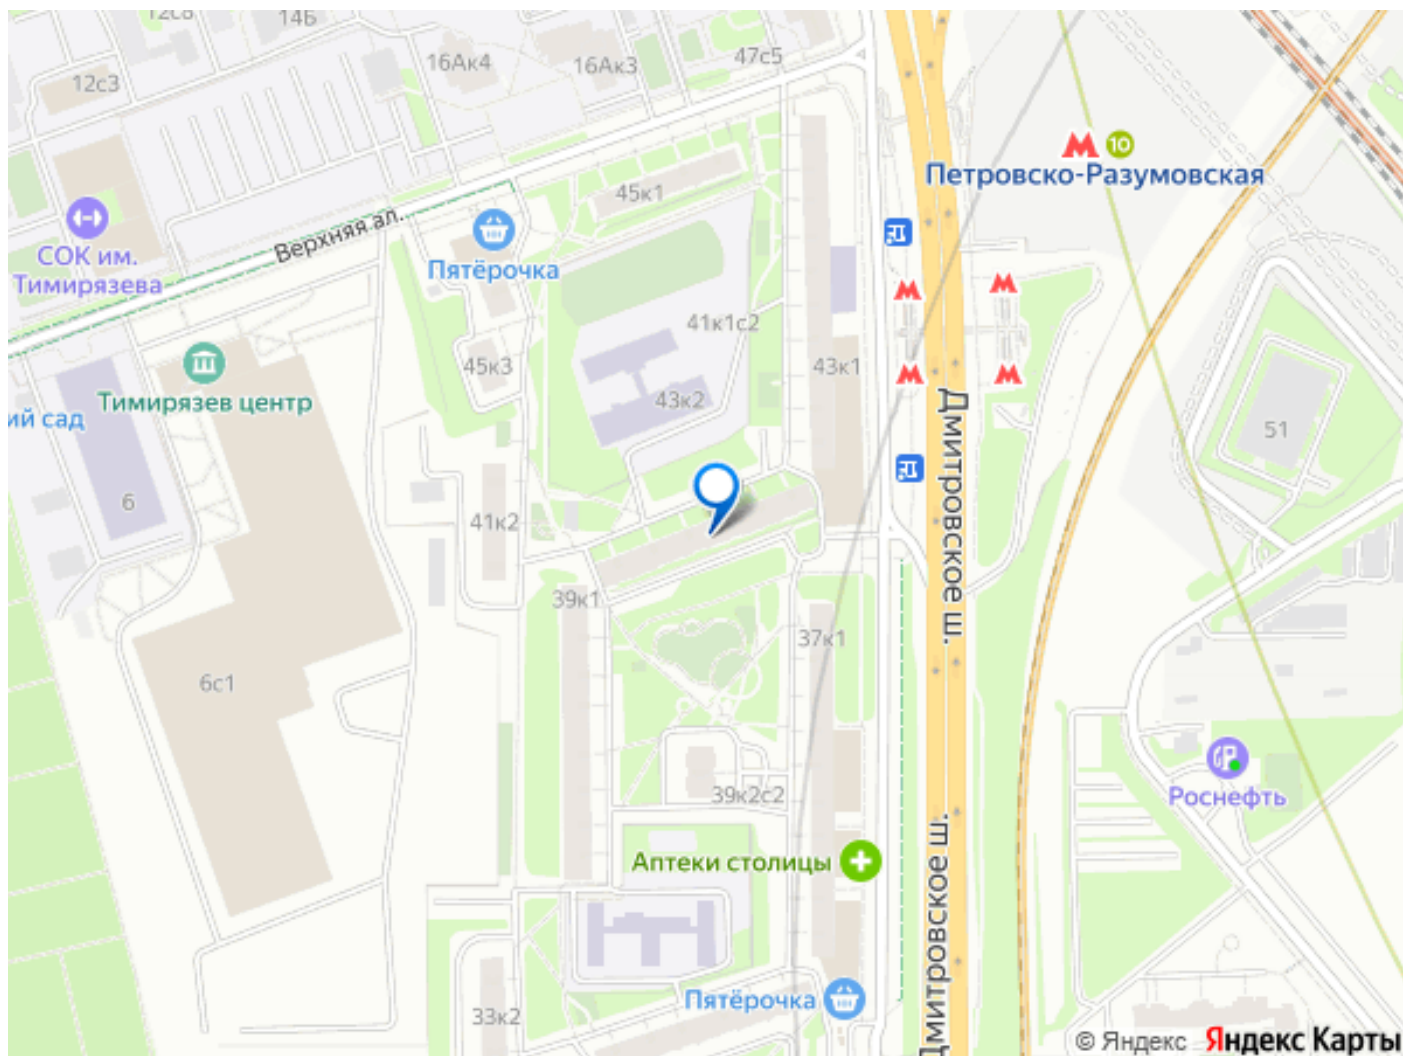 12с8
14Б
47с5
16Ак4
16Ак3
12с3
10
Петровско-Разумовская
45к1
Верхняя ал.
СОК им.
Тимирязева
Пятёрочка
41к1с2
45к3
43к1
43к2
Тимирязев центр
ий сад
Дмитровское ш.
51
6
41к2
39к1
37к1
6с1
39к2с2
Роснефть
Дмитровское ш.
Аптеки столицы
Пятёрочка
33к2
© Яндекс Яндекс Карты